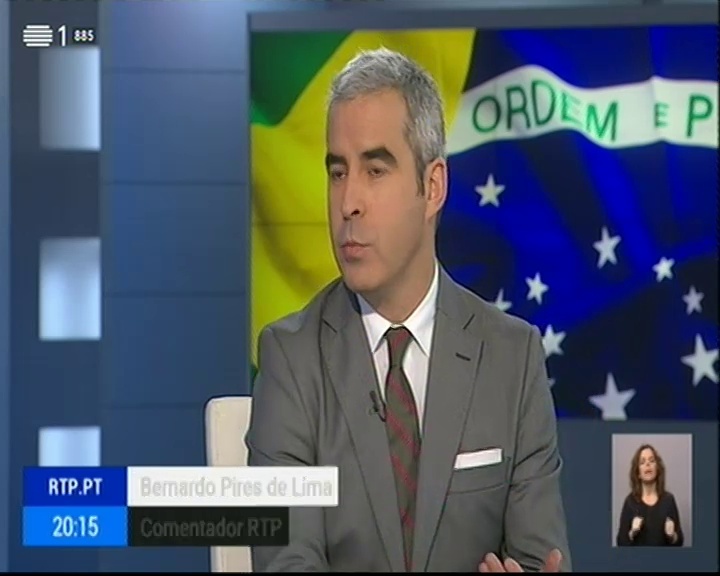 1 885
ORDEM E P
RTP.PT
Bernardo Pires de Lima
20:15
Comentador RTP